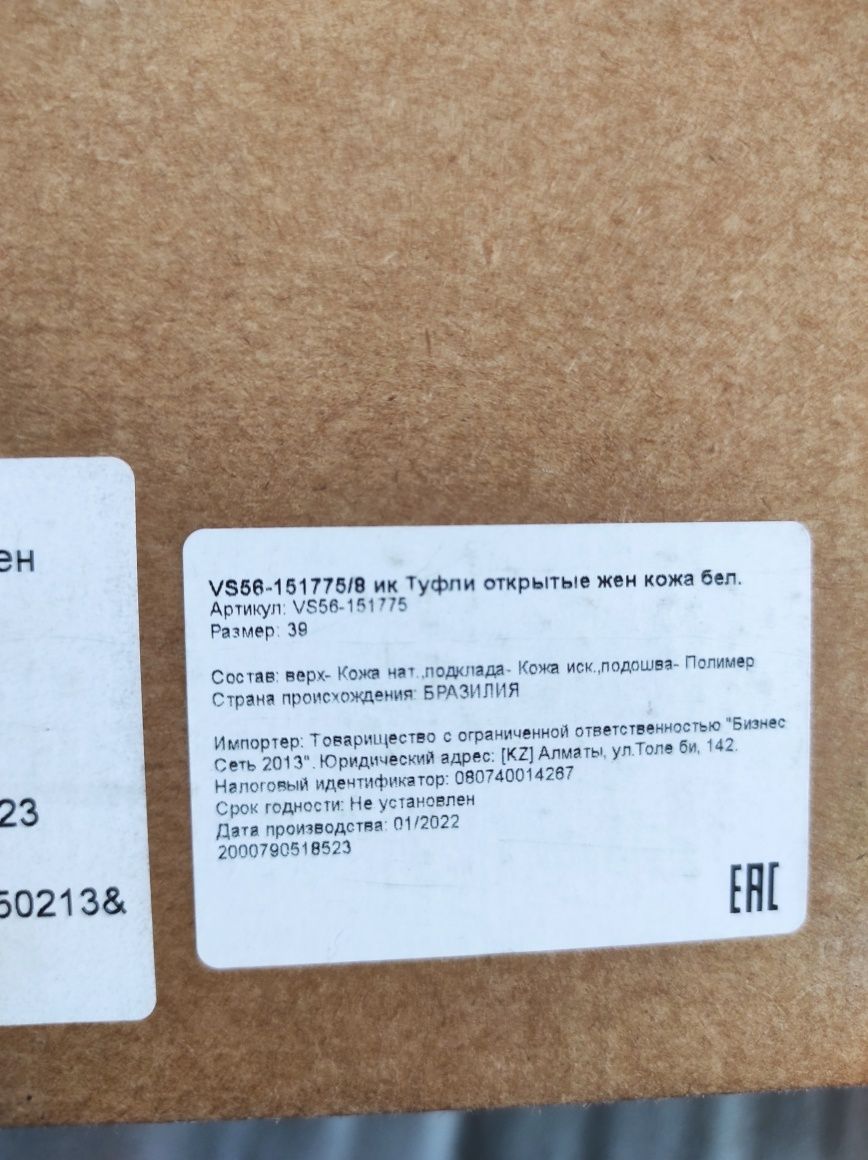 ен
23
50213&
VS56-151775/8 ик Туфли открытые жен кожа бел.
Артикул: VS56-151775
Размер: 39
Состав: верх- Кожа нат.,подклада- Кожа иск.,подошва- Полимер
Страна происхождения: БРАЗИЛИЯ
Импортер: Товарищество с ограниченной ответственностью "Бизнес
Сеть 2013". Юридический адрес: [KZ] Алматы, ул.Толе би, 142.
Налоговый идентификатор: 080740014267
Срок годности: Не установлен
Дата производства: 01/2022
2000790518523
EAC